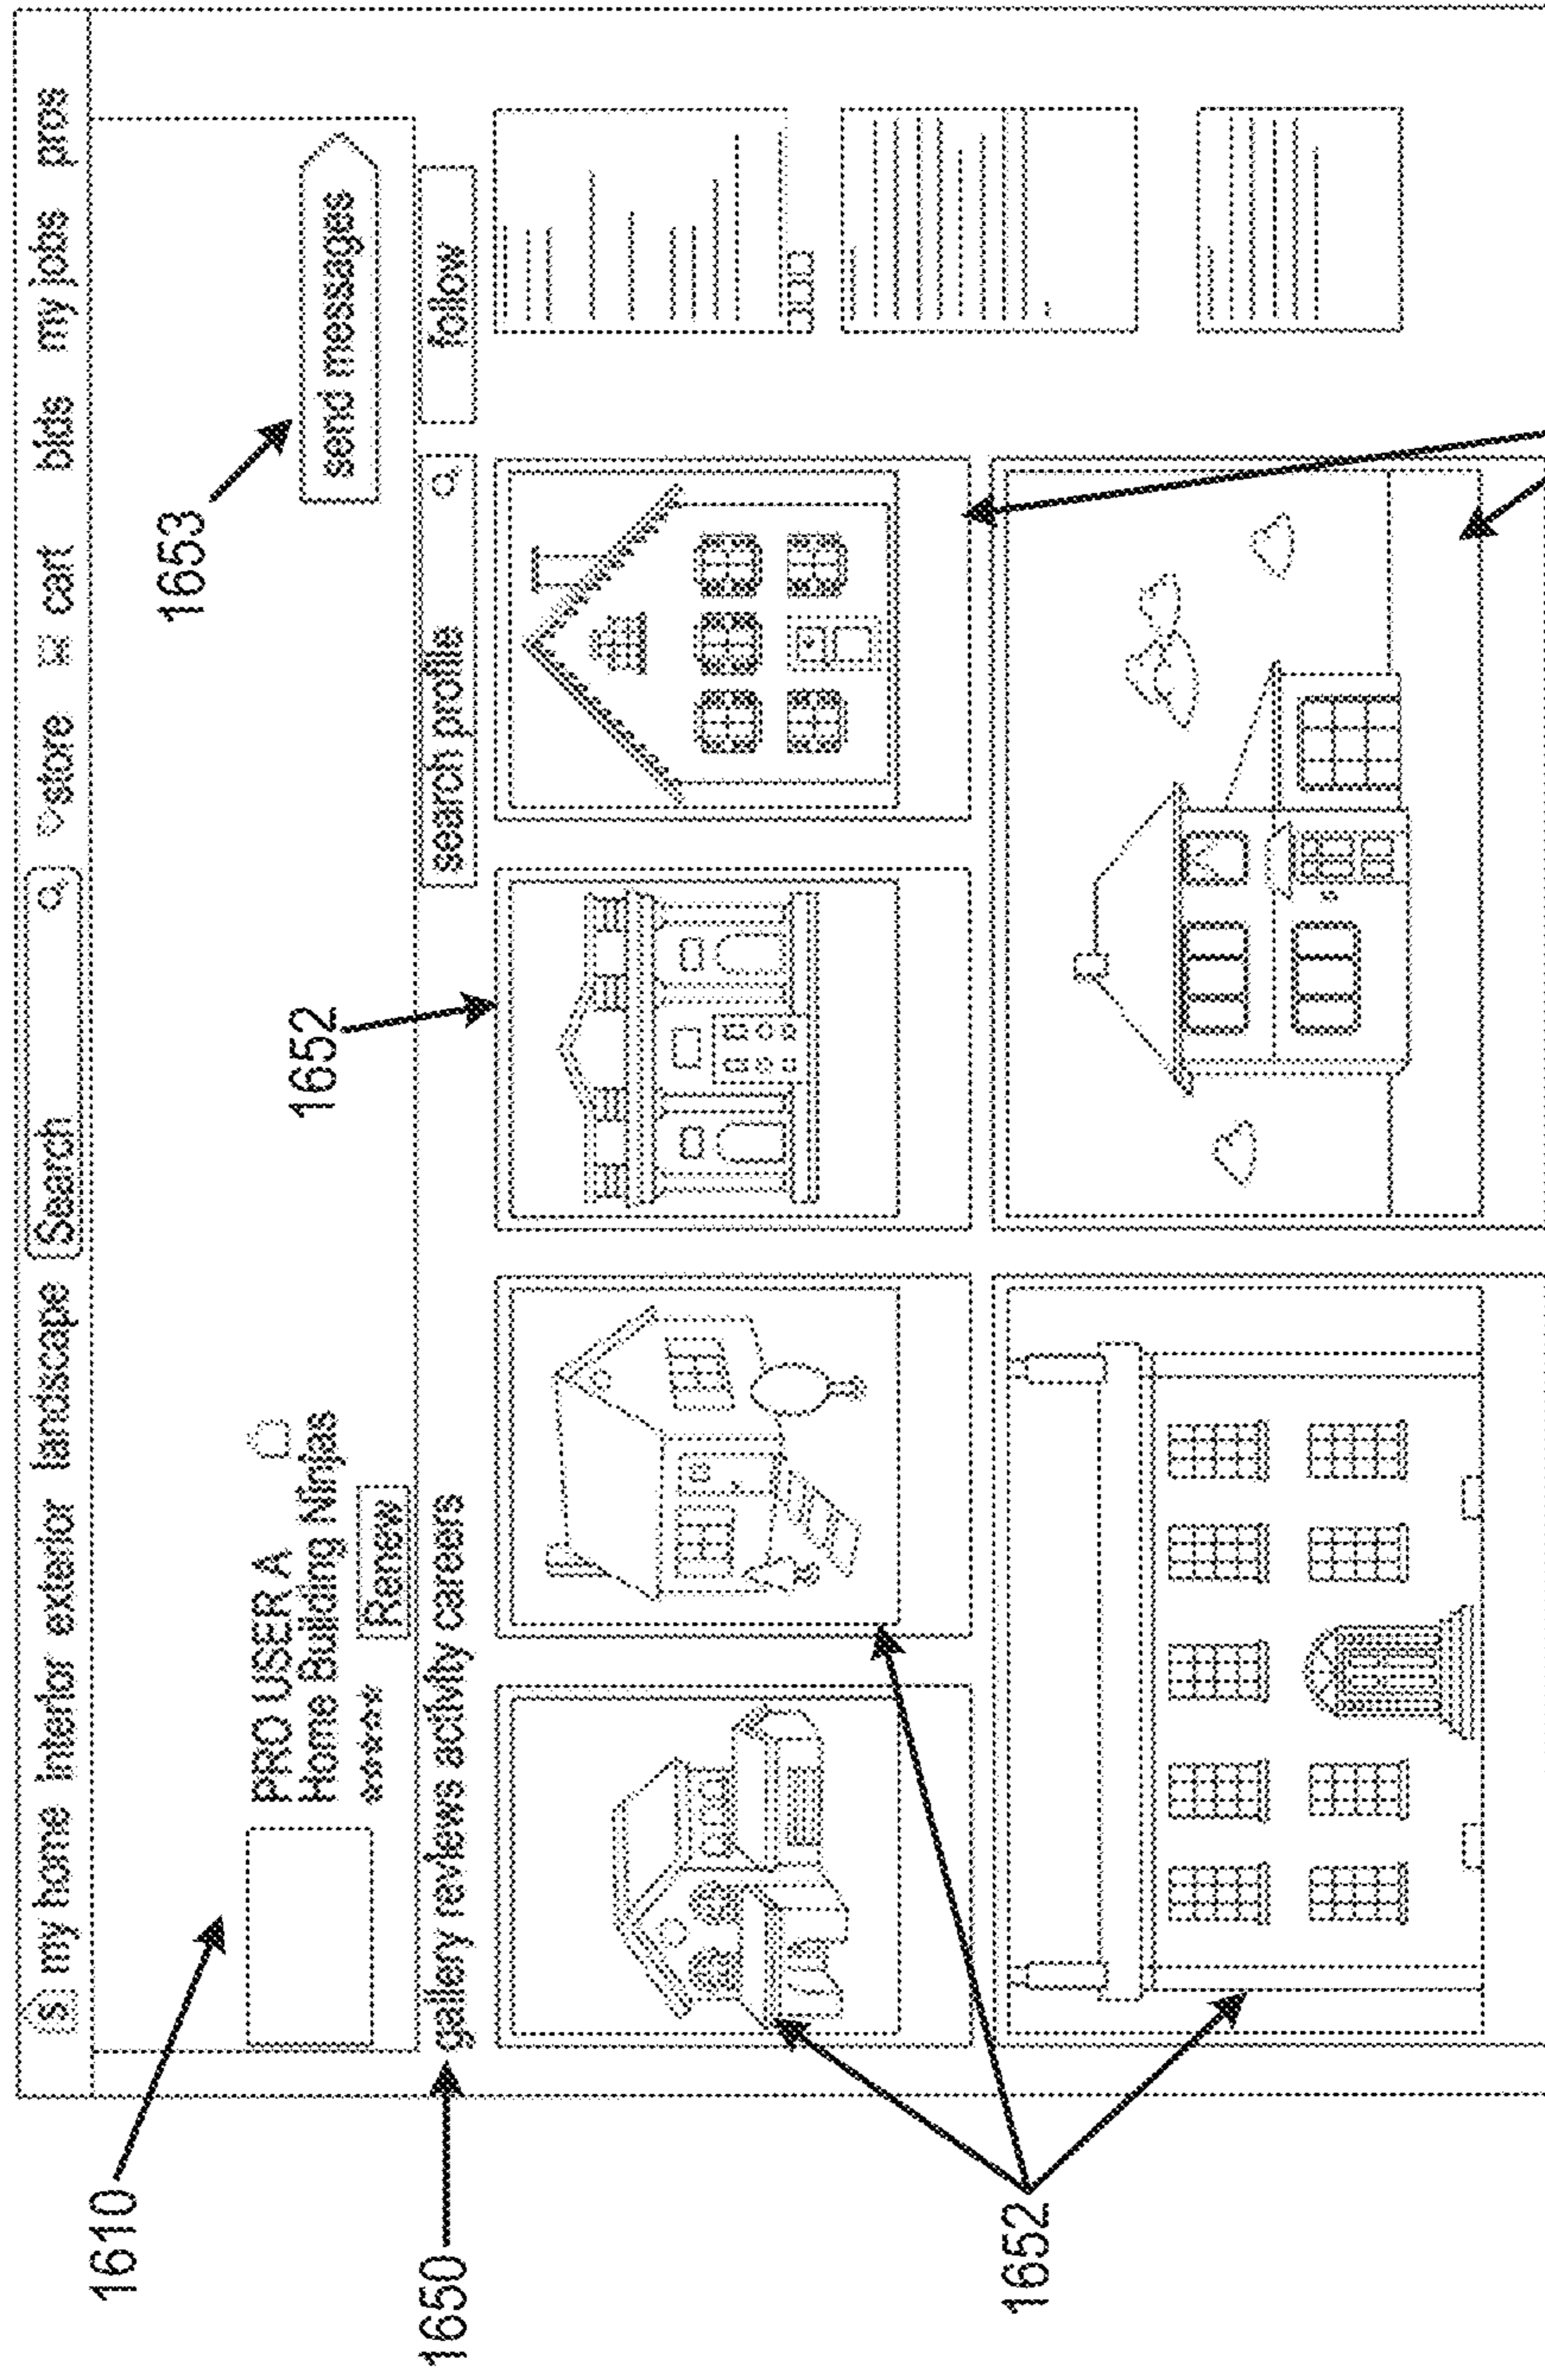 S my home interior exterior landscape Search store cart bids my jobs pros
1610
1653
PRO USER A
Home Building Ninjas
Renew
send messages
1650
gallery reviews activity careers
search profile
follow
1652
1652